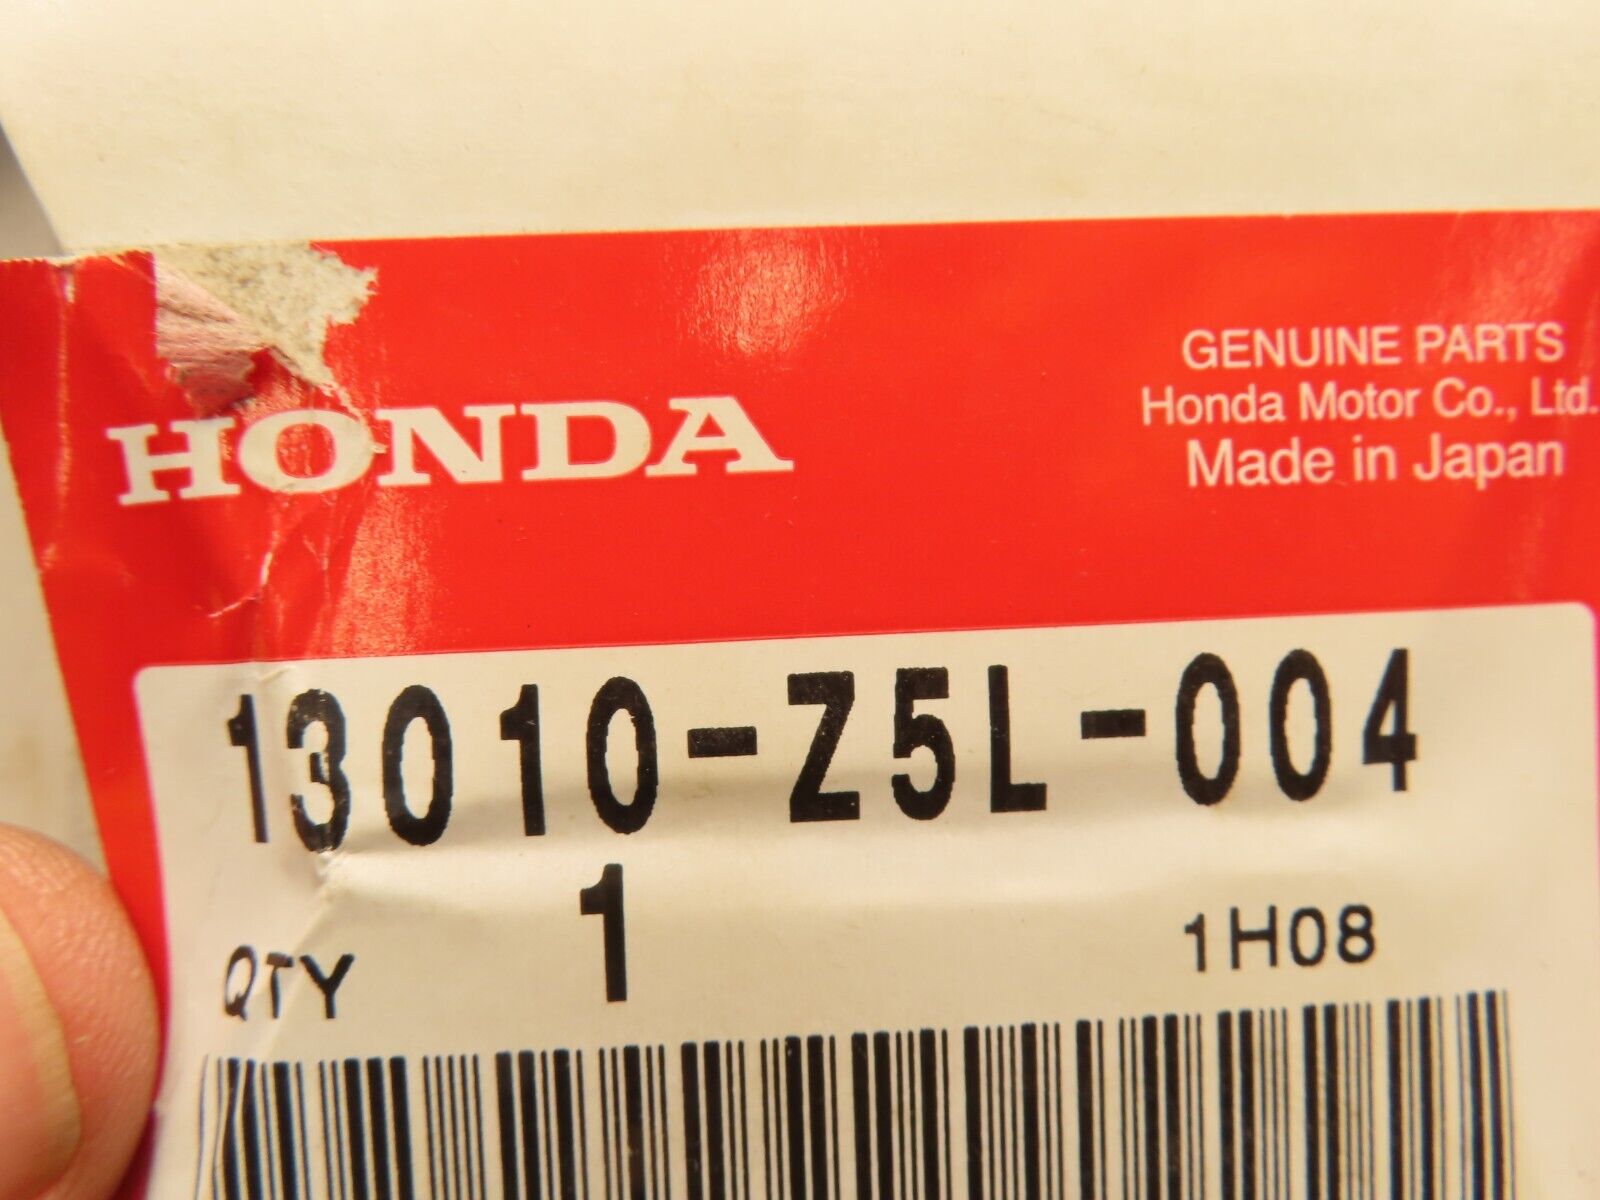 HONDA
GENUINE PARTS
Honda Motor Co., Ltd.
Made in Japan
13010-Z5L-004
QTY 1 1H08